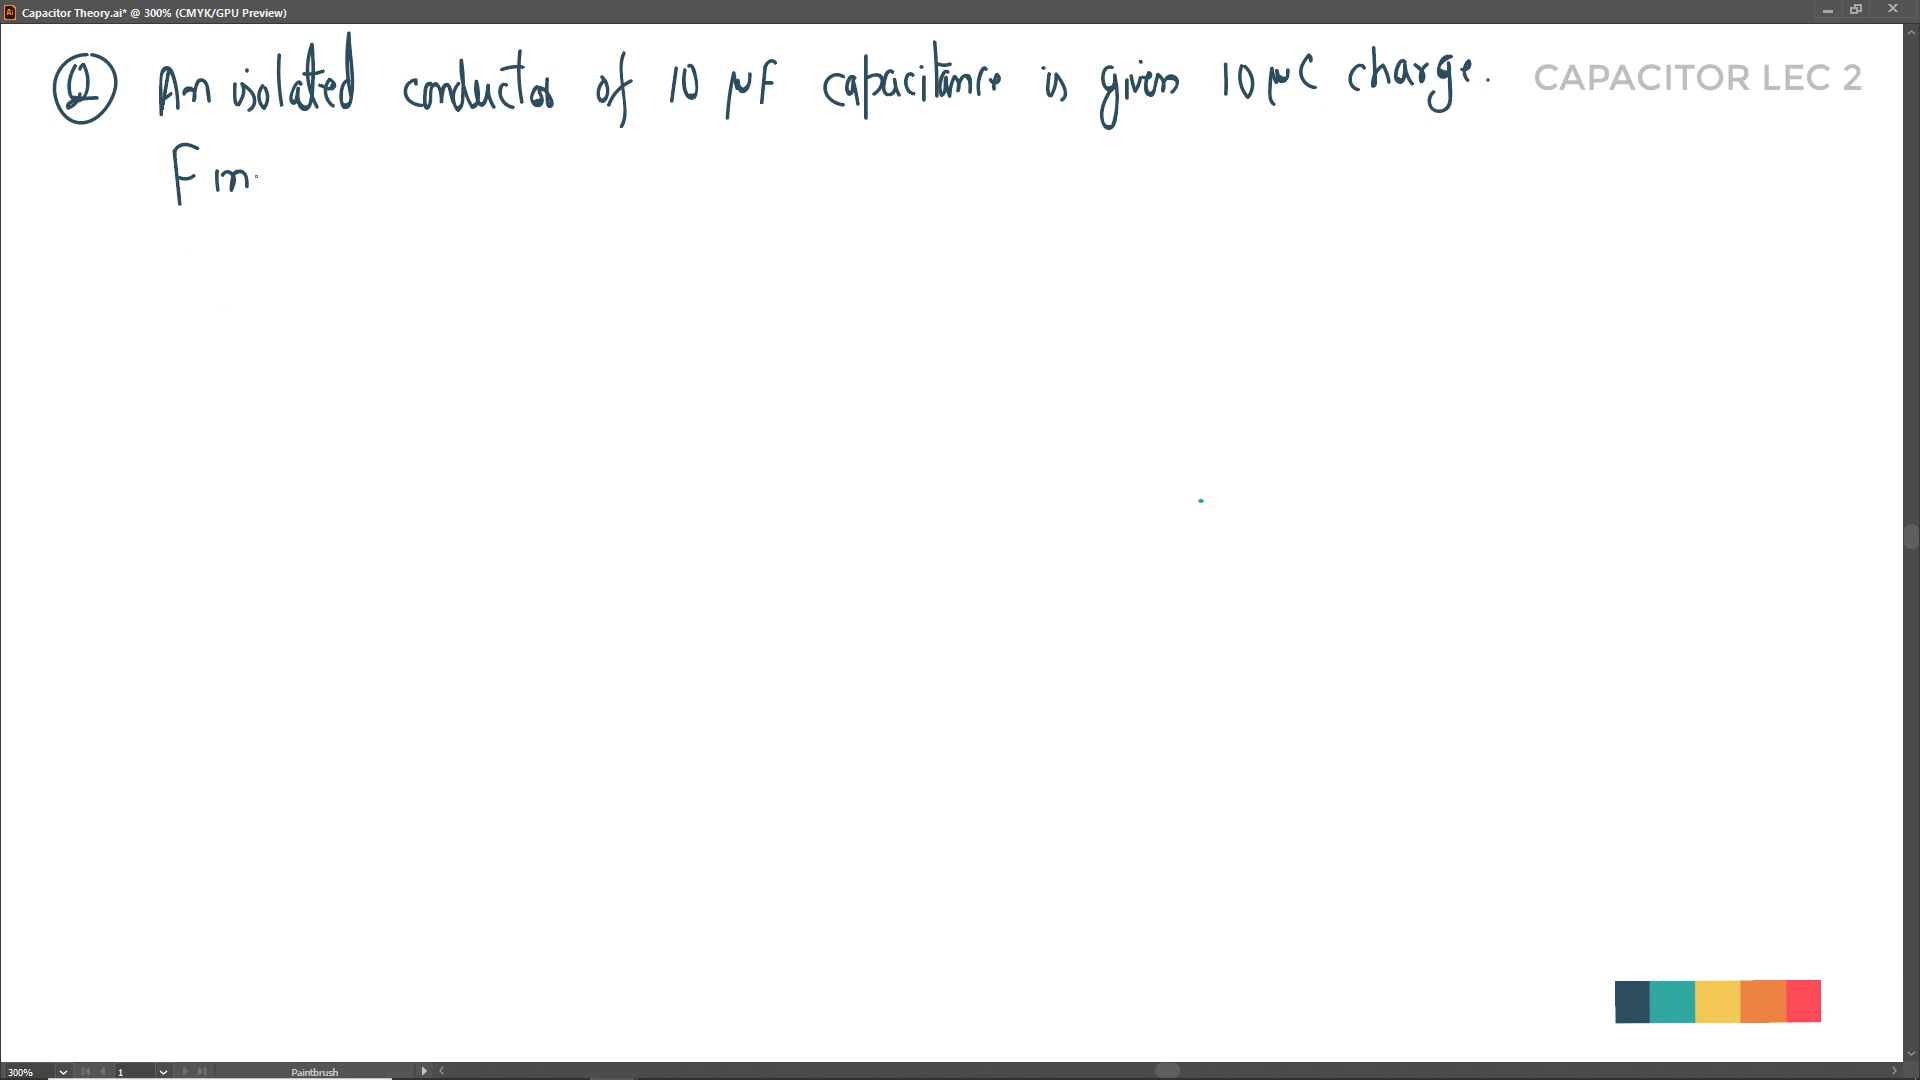 Capacitor Theory.ai* @ 300% (CMYK/GPU Preview)
Q An isolated conductor of 10 μF capacitance is given 10 μC charge.
CAPACITOR LEC 2
Fin
300%
1
Paintbrush